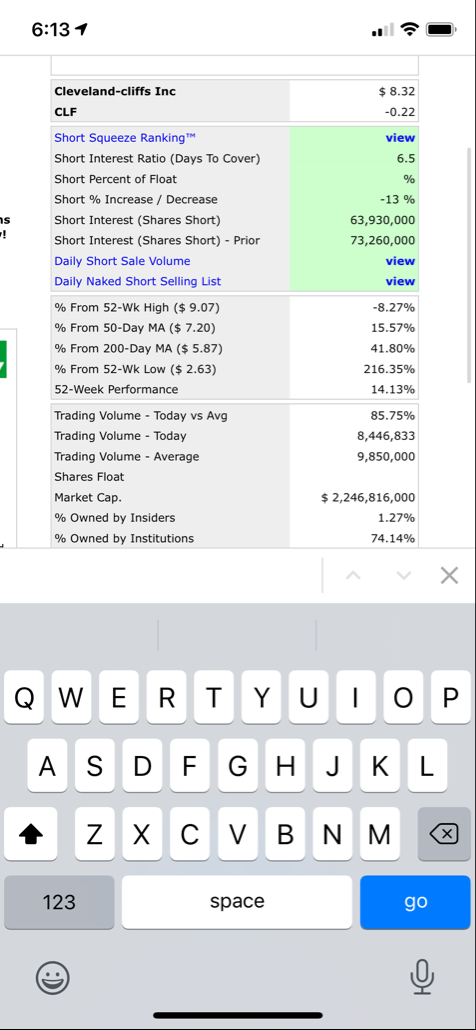 6:13
Cleveland-cliffs Inc $ 8.32
CLF -0.22
Short Squeeze Ranking™ view
Short Interest Ratio (Days To Cover) 6.5
Short Percent of Float %
Short % Increase / Decrease -13 %
ns
Short Interest (Shares Short) 63,930,000
y!
Short Interest (Shares Short) - Prior 73,260,000
Daily Short Sale Volume view
Daily Naked Short Selling List view
% From 52-Wk High ($ 9.07) -8.27%
% From 50-Day MA ($ 7.20) 15.57%
% From 200-Day MA ($ 5.87) 41.80%
% From 52-Wk Low ($ 2.63) 216.35%
52-Week Performance 14.13%
Trading Volume - Today vs Avg 85.75%
Trading Volume - Today 8,446,833
Trading Volume - Average 9,850,000
Shares Float
Market Cap. $ 2,246,816,000
% Owned by Insiders 1.27%
% Owned by Institutions 74.14%
Q W E R T Y U I O P
A S D F G H J K L
Z X C V B N M
123 space go